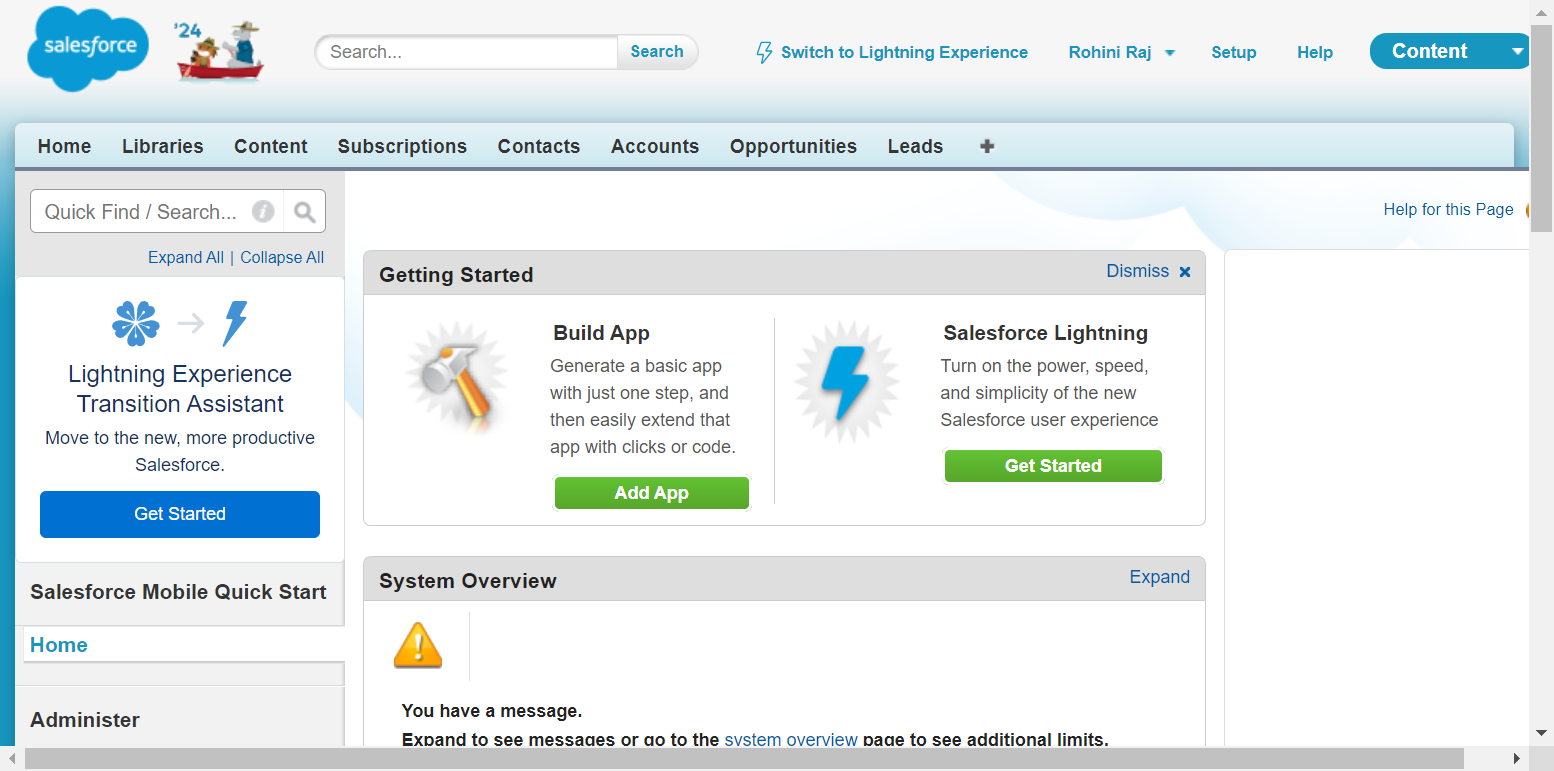 salesforce
'24
Search...
Search
Switch to Lightning Experience
Rohini Raj
Setup
Help
Content
Home
Libraries
Content
Subscriptions
Contacts
Accounts
Opportunities
Leads
Quick Find / Search...
Expand All | Collapse All
Lightning Experience
Transition Assistant
Move to the new, more productive
Salesforce.
Get Started
Salesforce Mobile Quick Start
Home
Administer
Help for this Page
Getting Started
Dismiss
Build App
Generate a basic app
with just one step, and
then easily extend that
app with clicks or code.
Add App
Salesforce Lightning
Turn on the power, speed,
and simplicity of the new
Salesforce user experience
Get Started
System Overview
Expand
You have a message.
Expand to see messages or go to the system overview page to see additional limits.